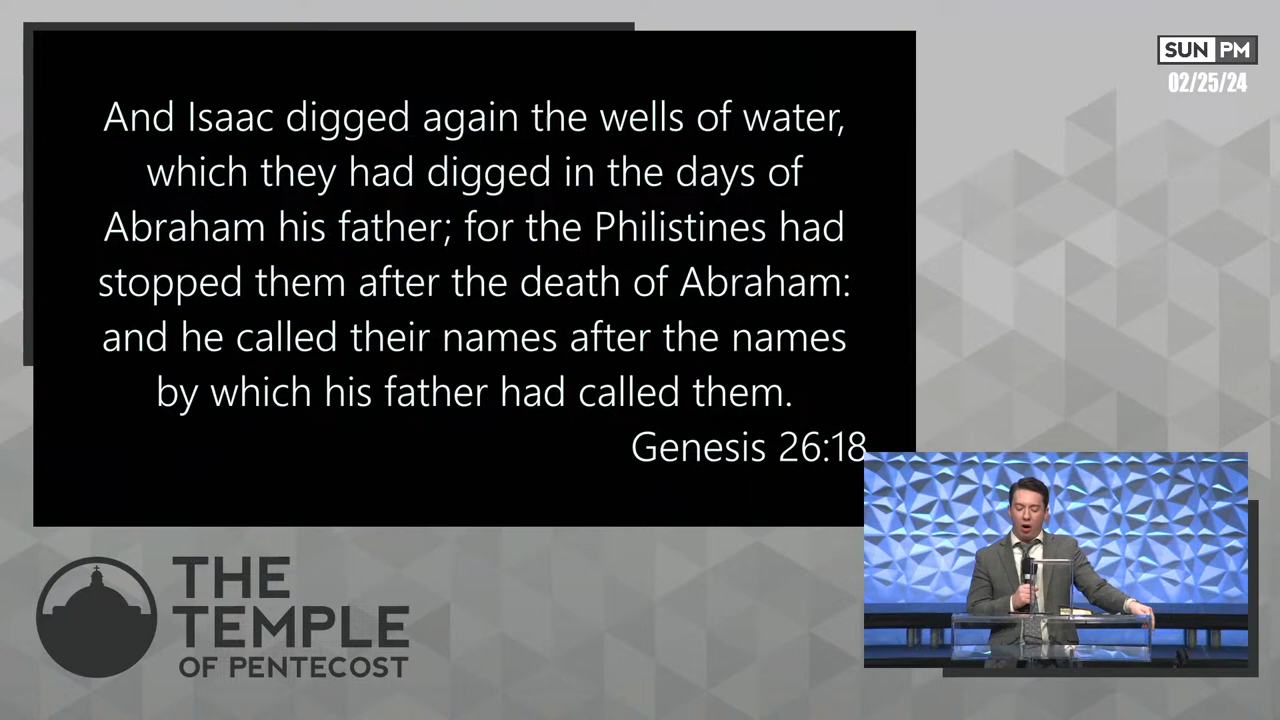 And Isaac digged again the wells of water,
which they had digged in the days of
Abraham his father; for the Philistines had
stopped them after the death of Abraham:
and he called their names after the names
by which his father had called them.
Genesis 26:18
SUN PM
02/25/24
THE
TEMPLE
OF PENTECOST